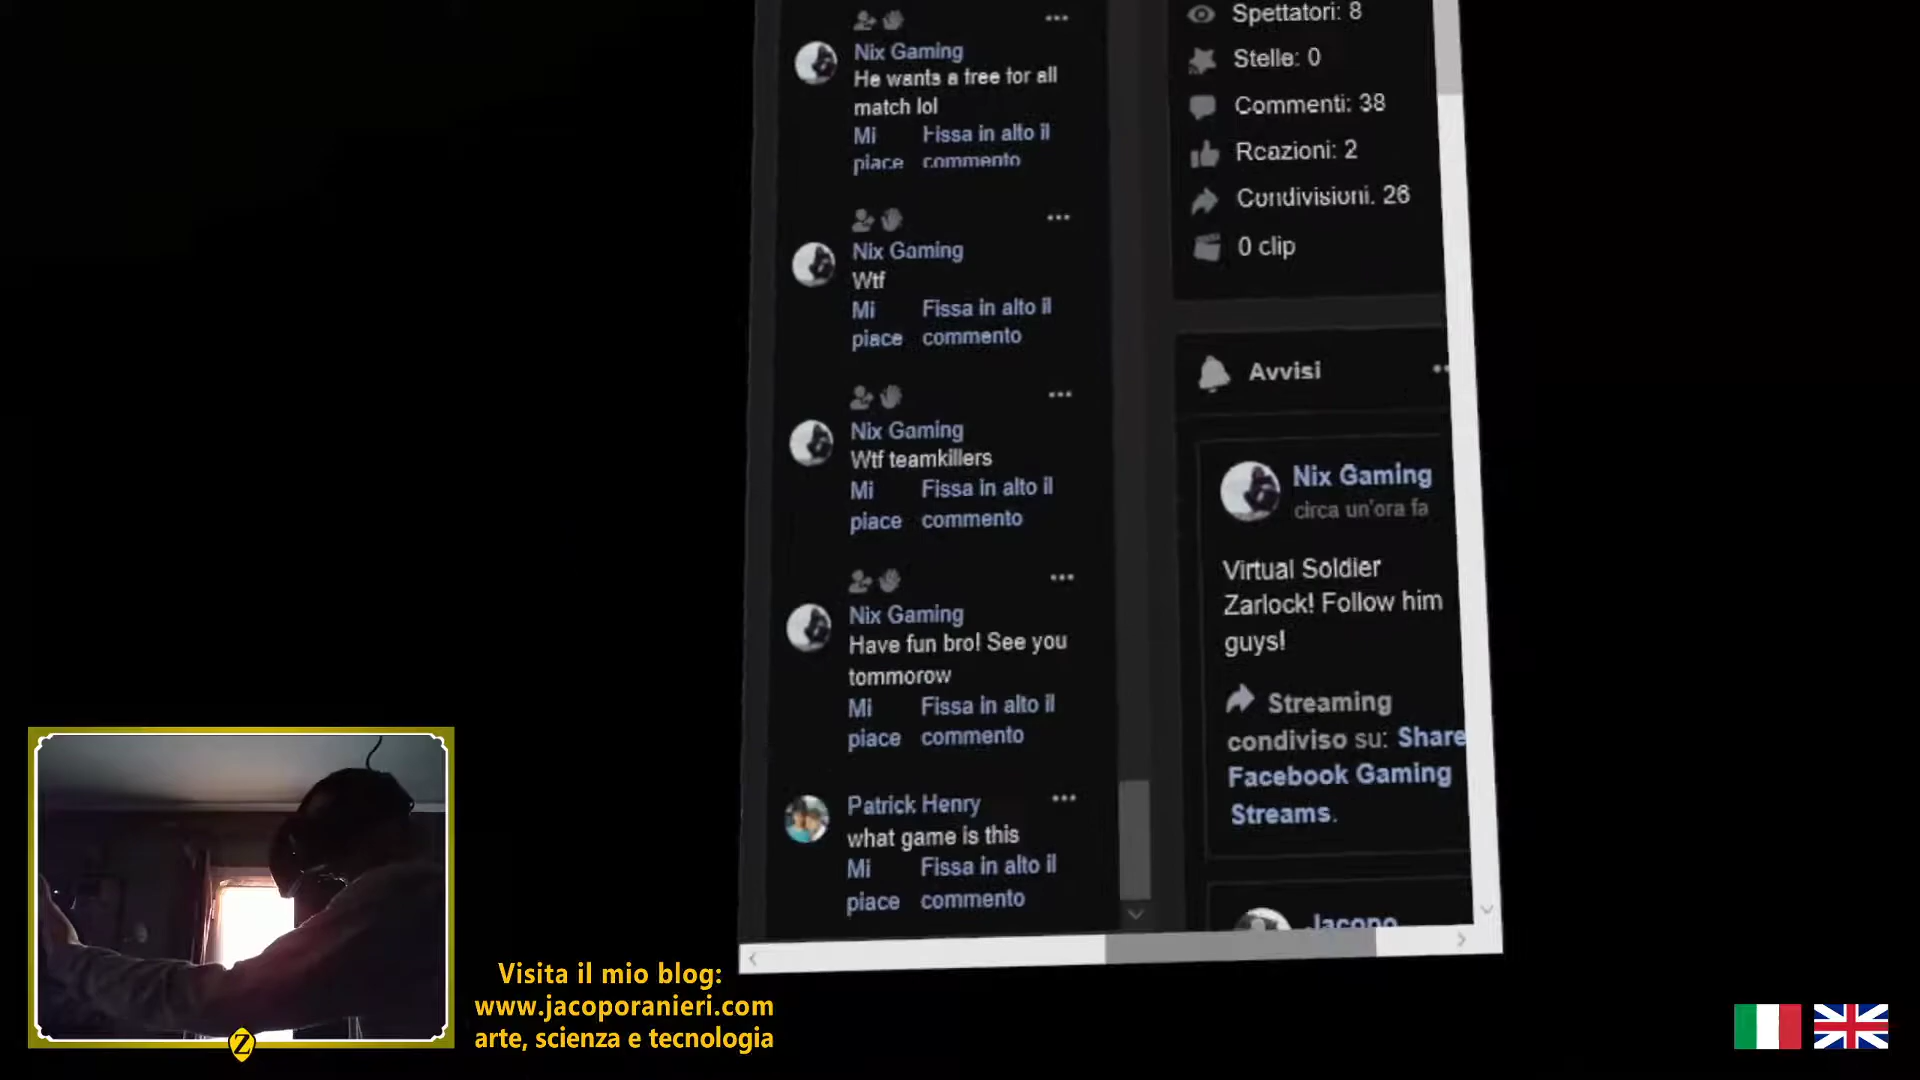 Nix Gaming
He wants a free for all
match lol
Mi piace Fissa in alto il commento
Nix Gaming
Wtf
Mi piace Fissa in alto il commento
Nix Gaming
Wtf teamkillers
Mi piace Fissa in alto il commento
Nix Gaming
Have fun bro! See you
tommorow
Mi piace Fissa in alto il commento
Patrick Henry
what game is this
Mi piace Fissa in alto il commento
Spettatori: 8
Stelle: 0
Commenti: 38
Reazioni: 2
Condivisioni: 26
0 clip
Avvisi
Nix Gaming
circa un'ora fa
Virtual Soldier
Zarlock! Follow him
guys!
Streaming
condiviso su: Share
Facebook Gaming
Streams.
Jacopo
Visita il mio blog:
www.jacoporanieri.com
arte, scienza e tecnologia
Z